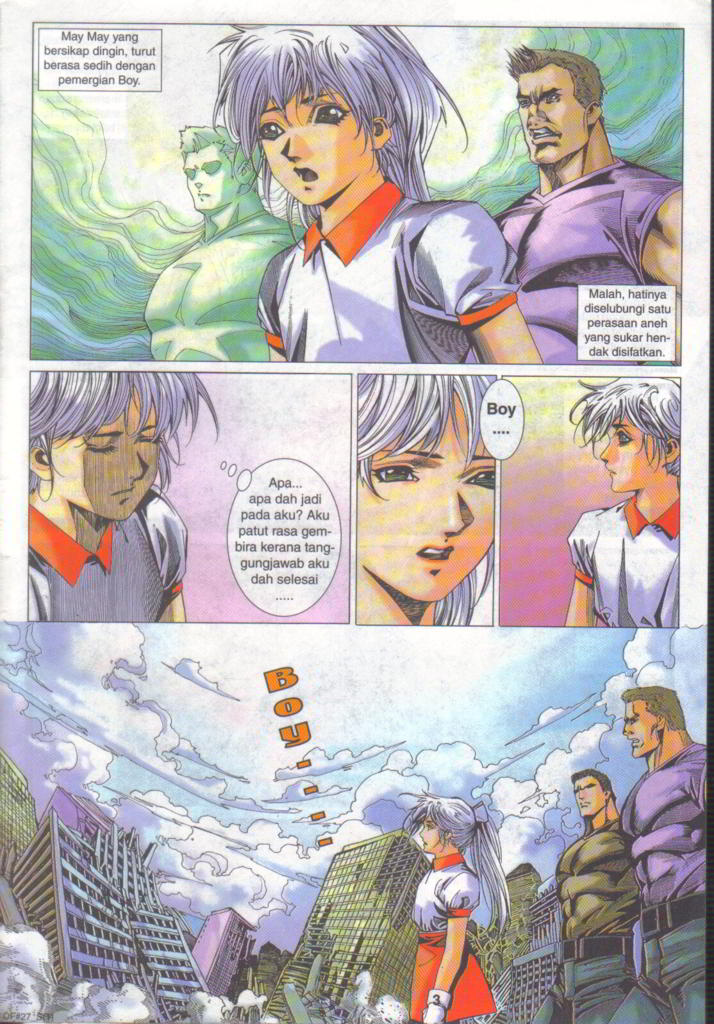 May May yang
bersikap dingin, turut
berasa sedih dengan
pemergian Boy.
Malah, hatinya
diselubungi satu
perasaan aneh
yang sukar hen-
dak disifatkan.
Apa...
apa dah jadi
pada aku? Aku
patut rasa gem-
bira kerana tang-
gungjawab aku
dah selesai
.....
Boy
....
Boy....
3